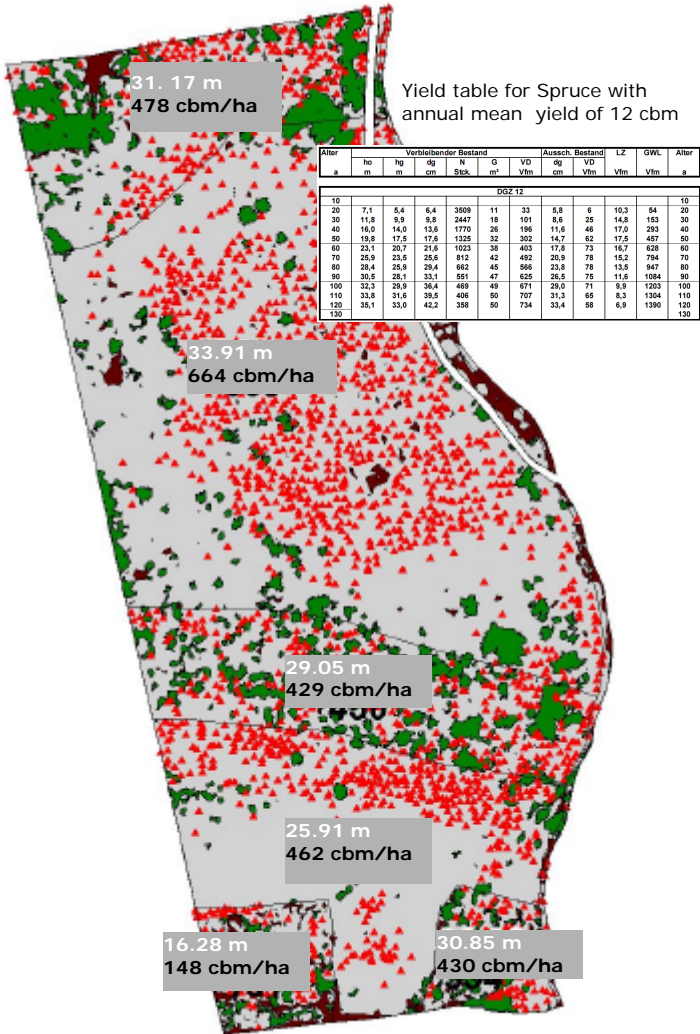 31. 17 m
478 cbm/ha
Yield table for Spruce with
annual mean yield of 12 cbm
Alter Verbleibender Bestand Aussch. Bestand LZ GWL Alter
ho hg dg N G VD dg VD
a m m cm Stck. m² Vfm cm Vfm Vfm Vfm a
DGZ 12
10 10
20 7,1 5,4 6,4 3509 11 33 5,8 6 10,3 54 20
30 11,8 9,9 9,8 2447 18 101 8,6 25 14,8 153 30
40 16,0 14,0 13,6 1770 26 196 11,6 46 17,0 293 40
50 19,8 17,5 17,6 1325 32 302 14,7 62 17,5 457 50
60 23,1 20,7 21,6 1023 38 403 17,8 73 16,7 628 60
70 25,9 23,5 25,6 812 42 492 20,9 78 15,2 794 70
80 28,4 25,9 29,4 662 45 566 23,8 78 13,5 947 80
90 30,5 28,1 33,1 551 47 625 26,5 75 11,6 1084 90
100 32,3 29,9 36,4 469 49 671 29,0 71 9,9 1203 100
110 33,8 31,6 39,5 406 50 707 31,3 65 8,3 1304 110
120 35,1 33,0 42,2 358 50 734 33,4 58 6,9 1390 120
130 130
33.91 m
664 cbm/ha
29.05 m
429 cbm/ha
25.91 m
462 cbm/ha
16.28 m
148 cbm/ha
30.85 m
430 cbm/ha